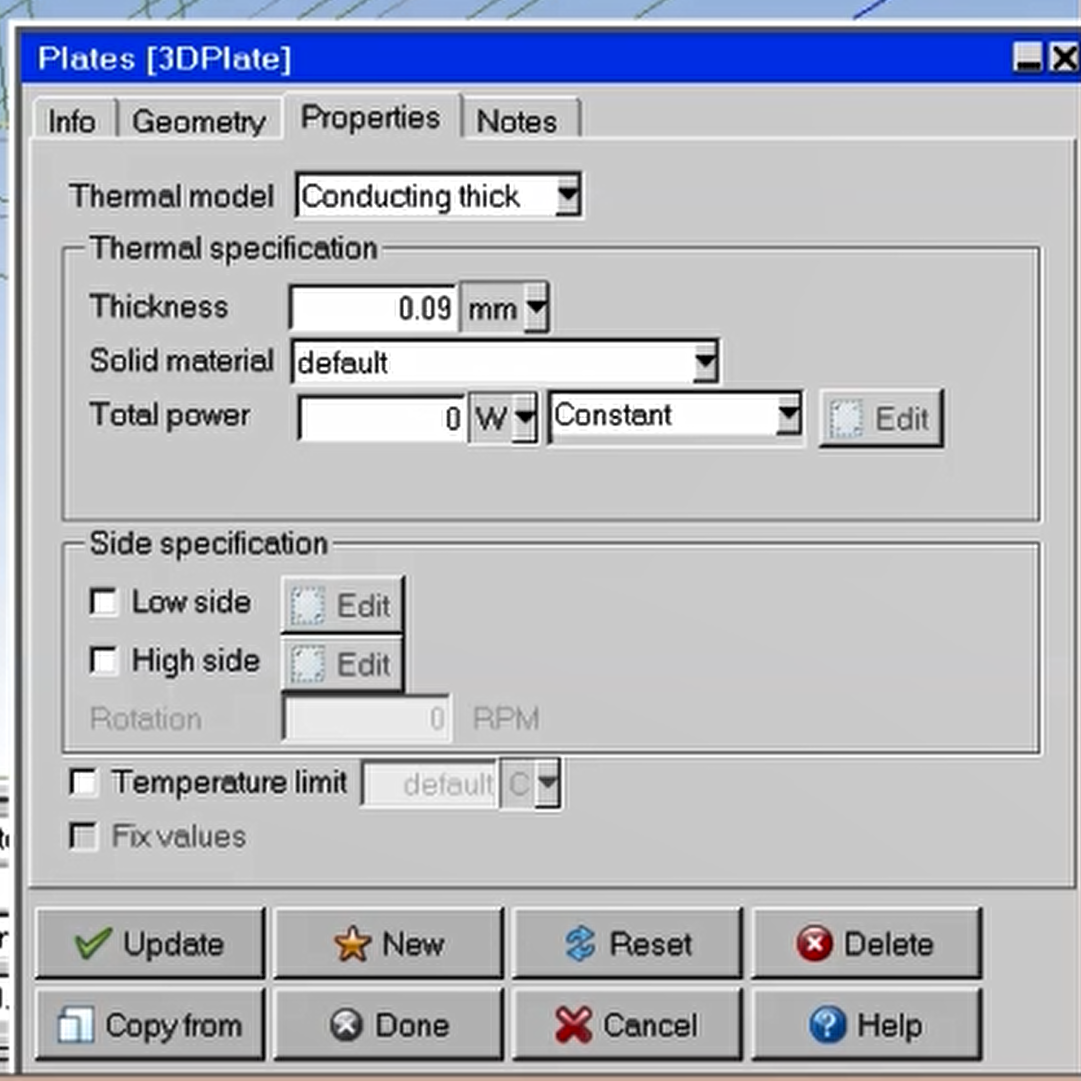 Plates [3DPlate]
Info Geometry Properties Notes
Thermal model Conducting thick
Thermal specification
Thickness 0.09 mm
Solid material default
Total power 0 W Constant Edit
Side specification
Low side Edit
High side Edit
Rotation 0 RPM
Temperature limit default C
Fix values
Update New Reset Delete
Copy from Done Cancel Help